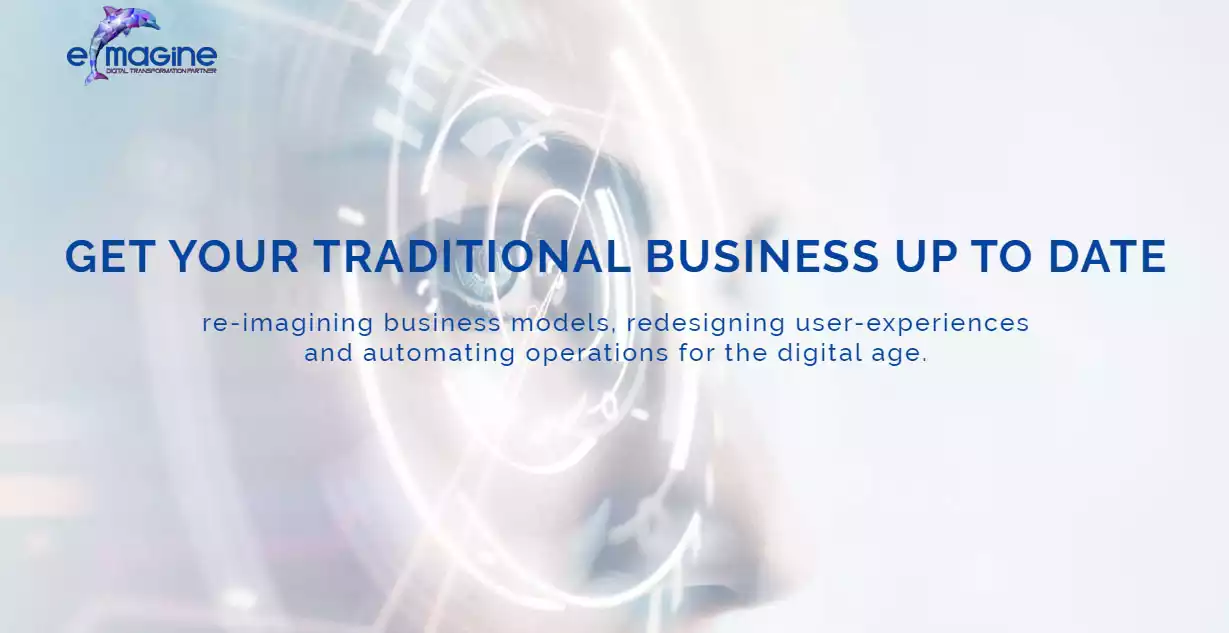 e magine
DIGITAL TRANSFORMATION PARTNER
GET YOUR TRADITIONAL BUSINESS UP TO DATE
re-imagining business models, redesigning user-experiences
and automating operations for the digital age.